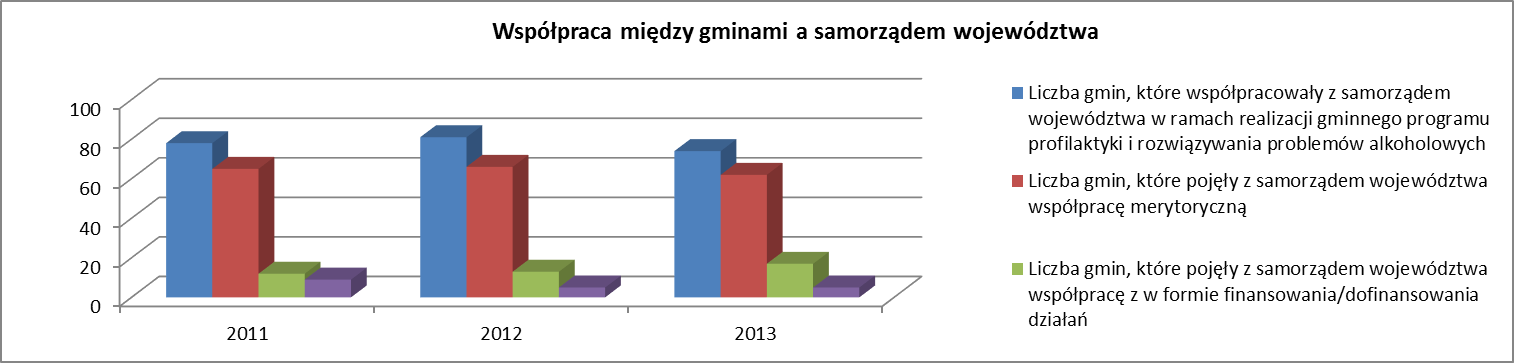 Współpraca między gminami a samorządem województwa
100
80
60
40
20
0
2011
2012
2013
Liczba gmin, które współpracowały z samorządem
województwa w ramach realizacji gminnego programu
profilaktyki i rozwiązywania problemów alkoholowych
Liczba gmin, które pojęły z samorządem województwa
współpracę merytoryczną
Liczba gmin, które pojęły z samorządem województwa
współpracę z w formie finansowania/dofinansowania
działań